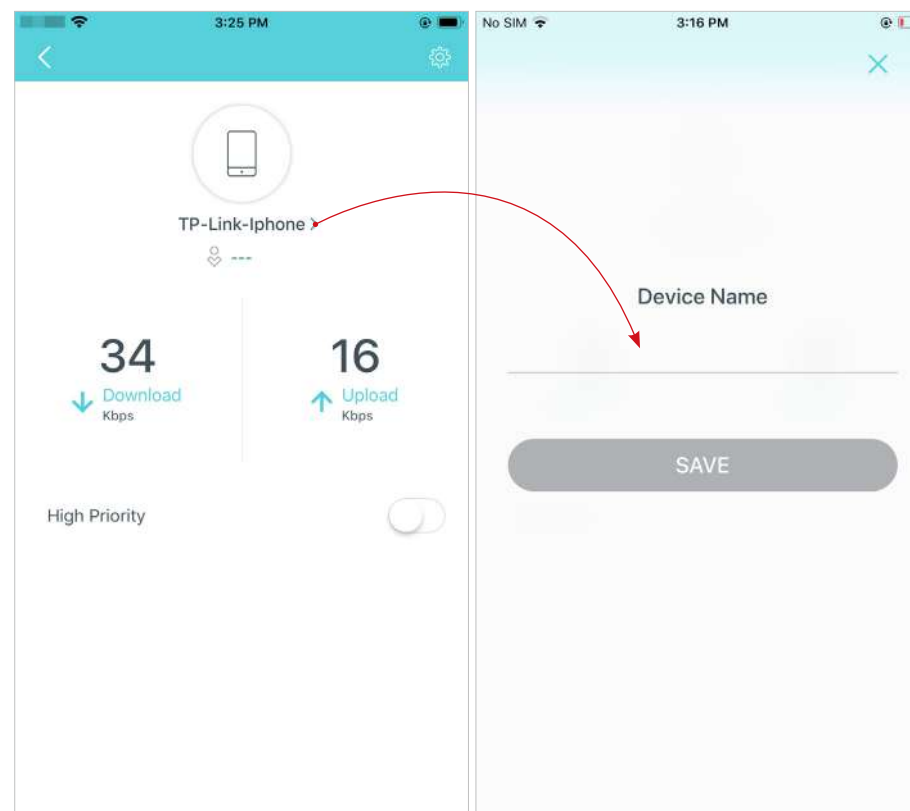 3:25 PM
TP-Link-Iphone >
---
34
Download
Kbps
16
Upload
Kbps
High Priority
No SIM
3:16 PM
Device Name
SAVE